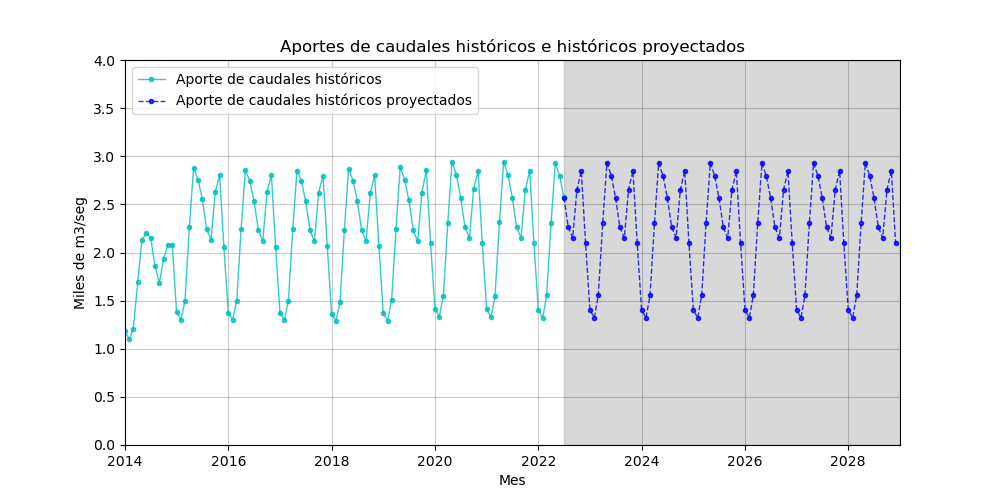 Aportes de caudales históricos e históricos proyectados
Aporte de caudales históricos
Aporte de caudales históricos proyectados
Miles de m3/seg
4.0
3.5
3.0
2.5
2.0
1.5
1.0
0.5
0.0
2014 2016 2018 2020 2022 2024 2026 2028
Mes